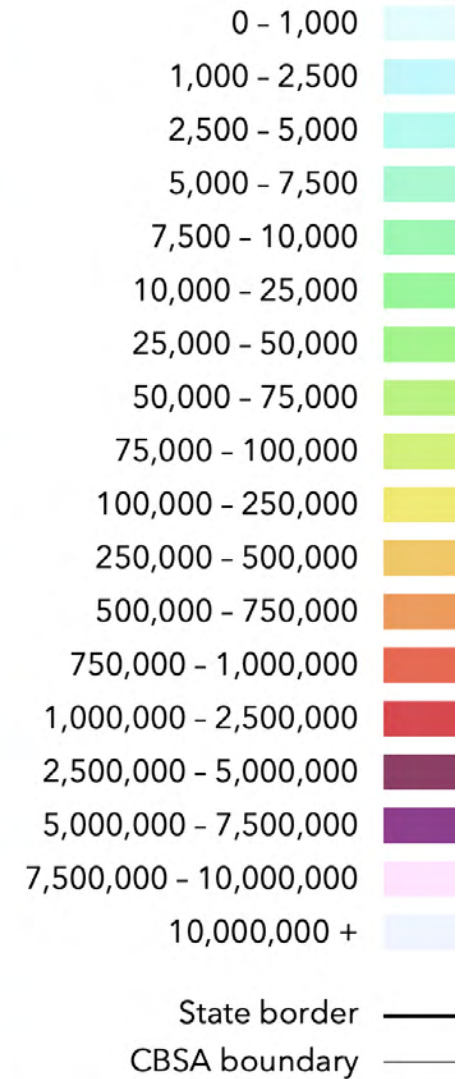 0 – 1,000
1,000 – 2,500
2,500 – 5,000
5,000 – 7,500
7,500 – 10,000
10,000 – 25,000
25,000 – 50,000
50,000 – 75,000
75,000 – 100,000
100,000 – 250,000
250,000 – 500,000
500,000 – 750,000
750,000 – 1,000,000
1,000,000 – 2,500,000
2,500,000 – 5,000,000
5,000,000 – 7,500,000
7,500,000 – 10,000,000
10,000,000 +
State border
CBSA boundary